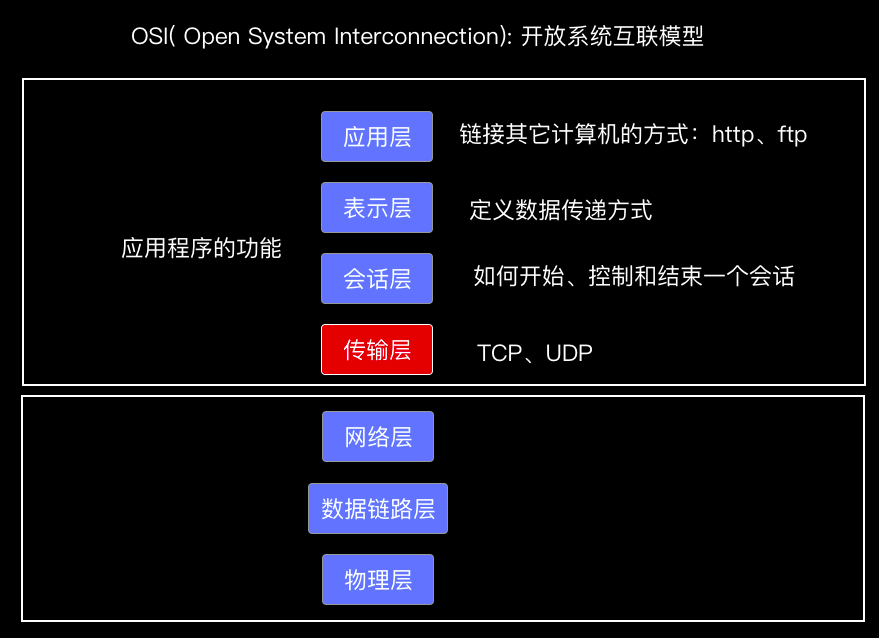 OSI( Open System Interconnection): 开放系统互联模型
应用层
链接其它计算机的方式：http、ftp
表示层
定义数据传递方式
应用程序的功能
会话层
如何开始、控制和结束一个会话
传输层
TCP、UDP
网络层
数据链路层
物理层